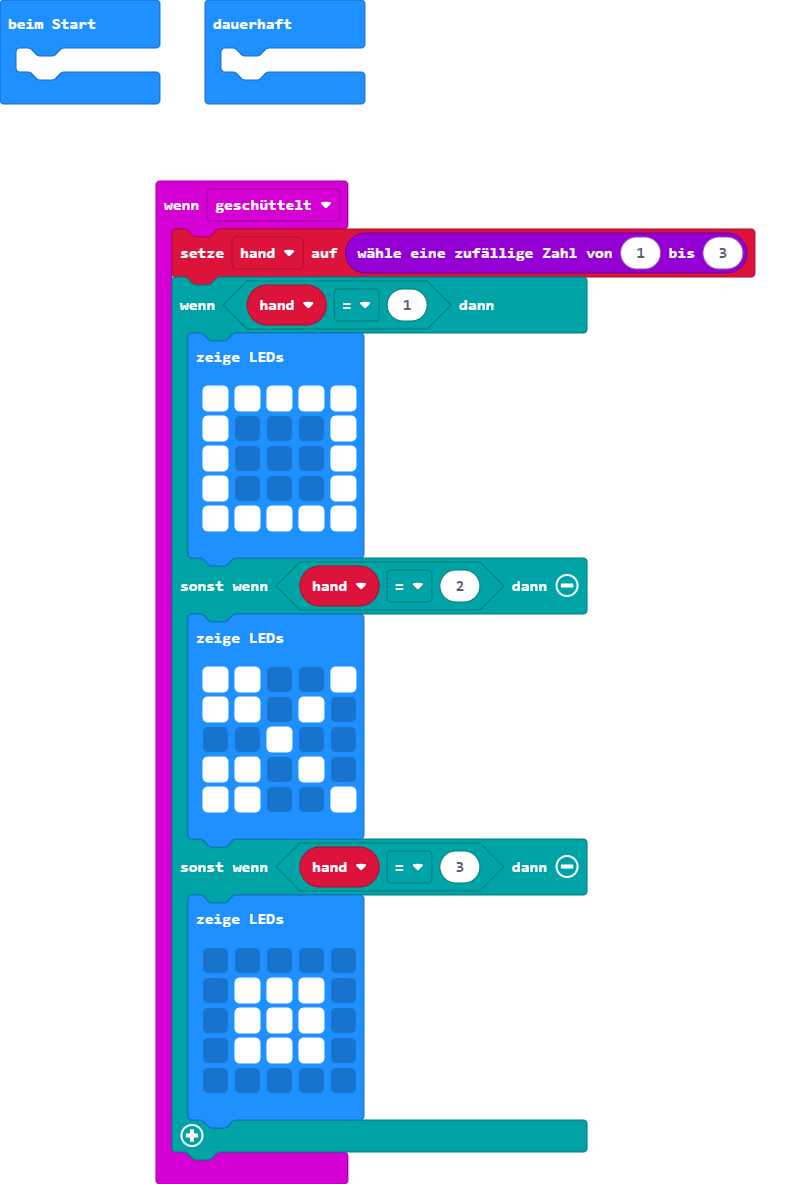 beim Start
dauerhaft
wenn geschüttelt
setze hand auf wähle eine zufällige Zahl von 1 bis 3
wenn hand = 1 dann
zeige LEDs
sonst wenn hand = 2 dann
zeige LEDs
sonst wenn hand = 3 dann
zeige LEDs